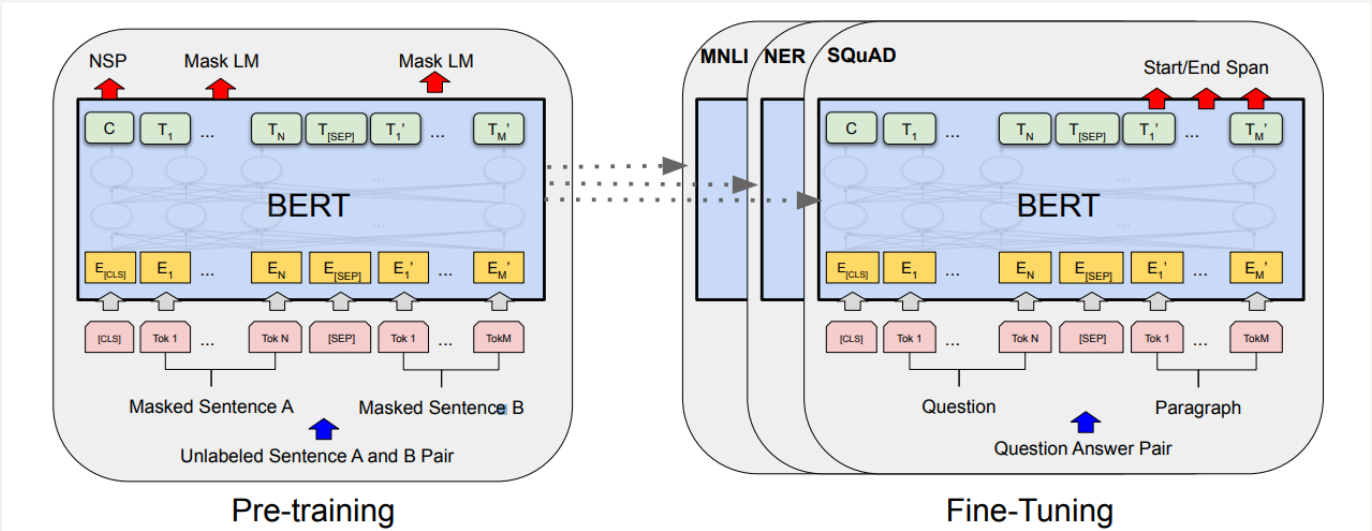 NSP Mask LM Mask LM
C T1 ... TN T[SEP] T1' ... TM'
BERT
E[CLS] E1 ... EN E[SEP] E1' ... EM'
[CLS] Tok 1 ... Tok N [SEP] Tok 1 ... TokM
Masked Sentence A Masked Sentence B
Unlabeled Sentence A and B Pair
Pre-training
MNLI NER SQuAD
Start/End Span
C T1 ... TN T[SEP] T1' ... TM'
BERT
E[CLS] E1 ... EN E[SEP] E1' ... EM'
[CLS] Tok 1 ... Tok N [SEP] Tok 1 ... TokM
Question Paragraph
Question Answer Pair
Fine-Tuning